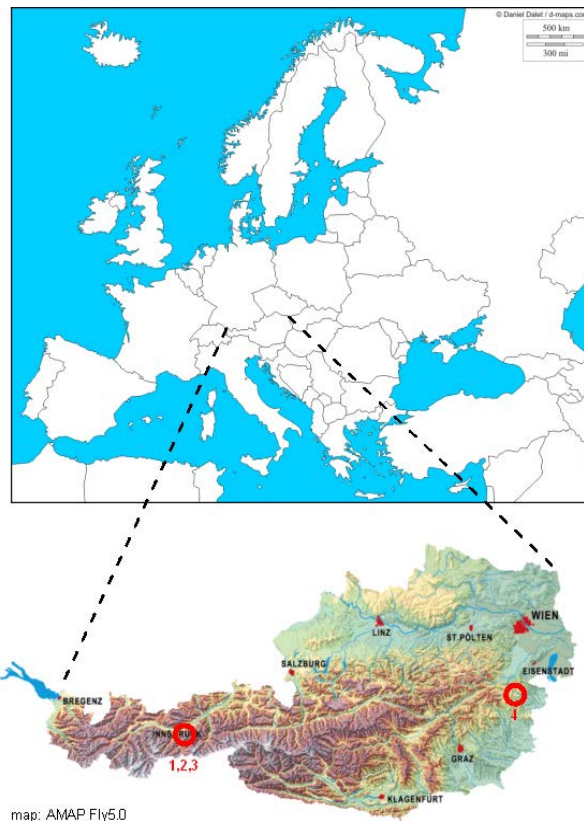 © Daniel Dalet / d-maps.com
500 km
300 mi
LINZ
ST.PÖLTEN
WIEN
SALZBURG
EISENSTADT
BREGENZ
4
INNSBRUCK
1,2,3
GRAZ
KLAGENFURT
map: AMAP Fly5.0